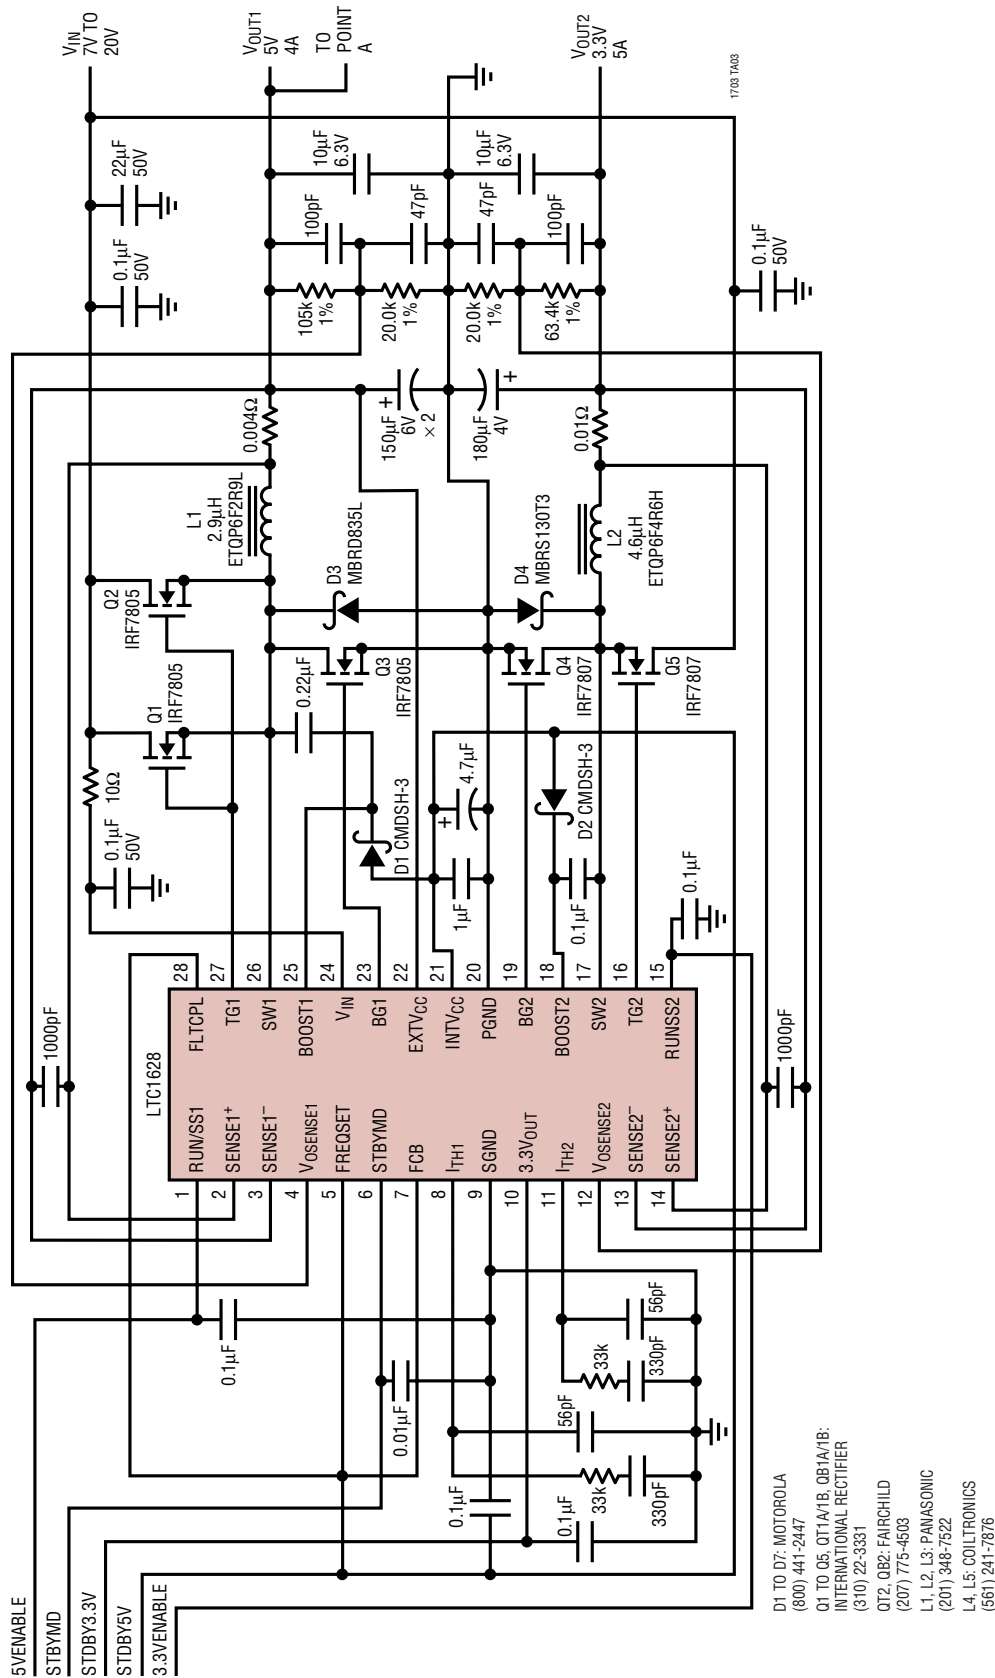 VIN
7V TO
20V
VOUT1
5V
4A
TO
POINT
A
VOUT2
3.3V
5A
1703 TA03
22µF
50V
0.1µF
50V
10µF
6.3V
10µF
6.3V
100pF
47pF
47pF
100pF
105k
1%
20.0k
1%
20.0k
1%
63.4k
1%
0.1µF
50V
0.004Ω
150µF
6V
× 2
+
180µF
4V
+
0.01Ω
L1
2.9µH
ETQP6F2R9L
D3
MBRD835L
D4
MBRS130T3
L2
4.6µH
ETQP6F4R6H
Q2
IRF7805
Q1
IRF7805
0.22µF
Q3
IRF7805
Q4
IRF7807
Q5
IRF7807
10Ω
0.1µF
50V
D1 CMDSH-3
+
4.7µF
1µF
D2 CMDSH-3
0.1µF
0.1µF
28
27
26
25
24
23
22
21
20
19
18
17
16
15
1000pF
LTC1628
FLTCPL
TG1
SW1
BOOST1
VIN
BG1
EXTVCC
INTVCC
PGND
BG2
BOOST2
SW2
TG2
RUNSS2
1000pF
RUN/SS1
SENSE1+
SENSE1–
VOSENSE1
FREQSET
STBYMD
FCB
ITH1
SGND
3.3VOUT
ITH2
VOSENSE2
SENSE2–
SENSE2+
1
2
3
4
5
6
7
8
9
10
11
12
13
14
0.1µF
0.01µF
0.1µF
56pF
33k
330pF
56pF
33k
330pF
0.1µF
5VENABLE
STBYMD
STDBY3.3V
STDBY5V
3.3VENABLE
D1 TO D7: MOTOROLA
(800) 441-2447
Q1 TO Q5, QT1A/1B, QB1A/1B:
INTERNATIONAL RECTIFIER
(310) 22-3331
QT2, QB2: FAIRCHILD
(207) 775-4503
L1, L2, L3: PANASONIC
(201) 348-7522
L4, L5: COILTRONICS
(561) 241-7876